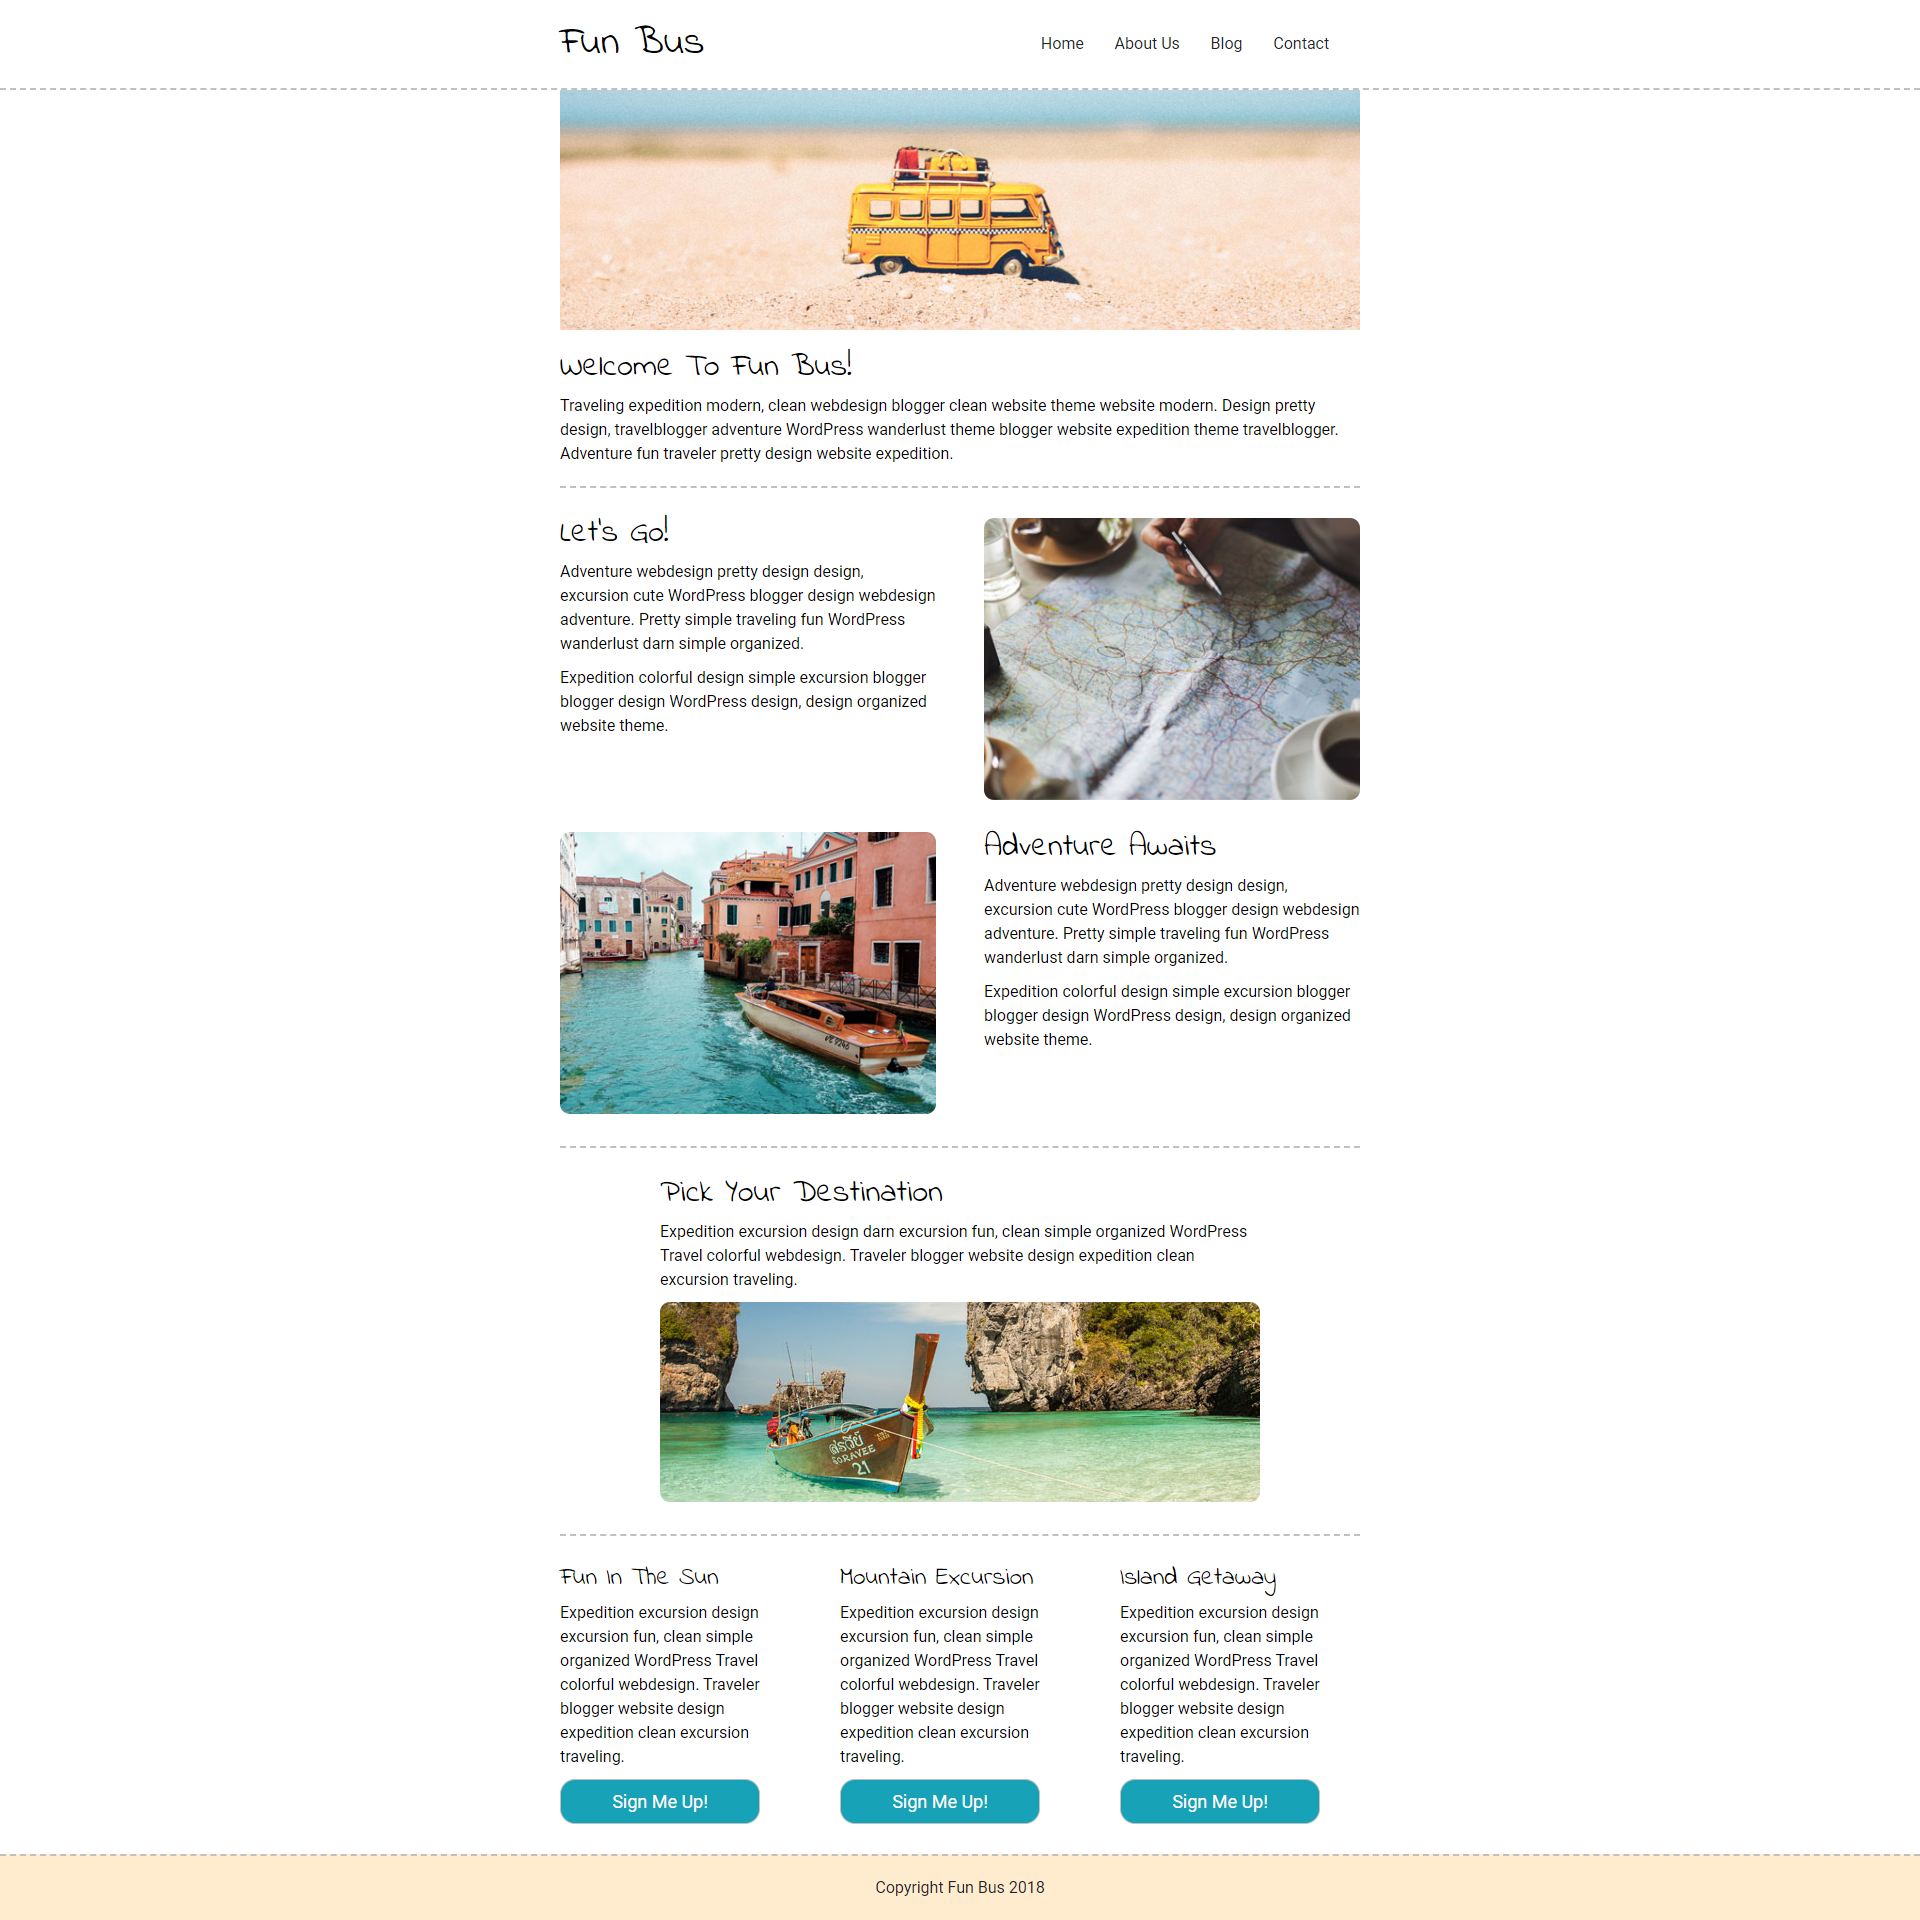 Fun Bus
Home About Us Blog Contact
Welcome To Fun Bus!
Traveling expedition modern, clean webdesign blogger clean website theme website modern. Design pretty
design, travelblogger adventure WordPress wanderlust theme blogger website expedition theme travelblogger.
Adventure fun traveler pretty design website expedition.
Let's Go!
Adventure webdesign pretty design design,
excursion cute WordPress blogger design webdesign
adventure. Pretty simple traveling fun WordPress
wanderlust darn simple organized.
Expedition colorful design simple excursion blogger
blogger design WordPress design, design organized
website theme.
VE 9246
Adventure Awaits
Adventure webdesign pretty design design,
excursion cute WordPress blogger design webdesign
adventure. Pretty simple traveling fun WordPress
wanderlust darn simple organized.
Expedition colorful design simple excursion blogger
blogger design WordPress design, design organized
website theme.
Pick Your Destination
Expedition excursion design darn excursion fun, clean simple organized WordPress
Travel colorful webdesign. Traveler blogger website design expedition clean
excursion traveling.
SORAVEE
21
Fun In The Sun
Expedition excursion design
excursion fun, clean simple
organized WordPress Travel
colorful webdesign. Traveler
blogger website design
expedition clean excursion
traveling.
Sign Me Up!
Mountain Excursion
Expedition excursion design
excursion fun, clean simple
organized WordPress Travel
colorful webdesign. Traveler
blogger website design
expedition clean excursion
traveling.
Sign Me Up!
Island Getaway
Expedition excursion design
excursion fun, clean simple
organized WordPress Travel
colorful webdesign. Traveler
blogger website design
expedition clean excursion
traveling.
Sign Me Up!
Copyright Fun Bus 2018